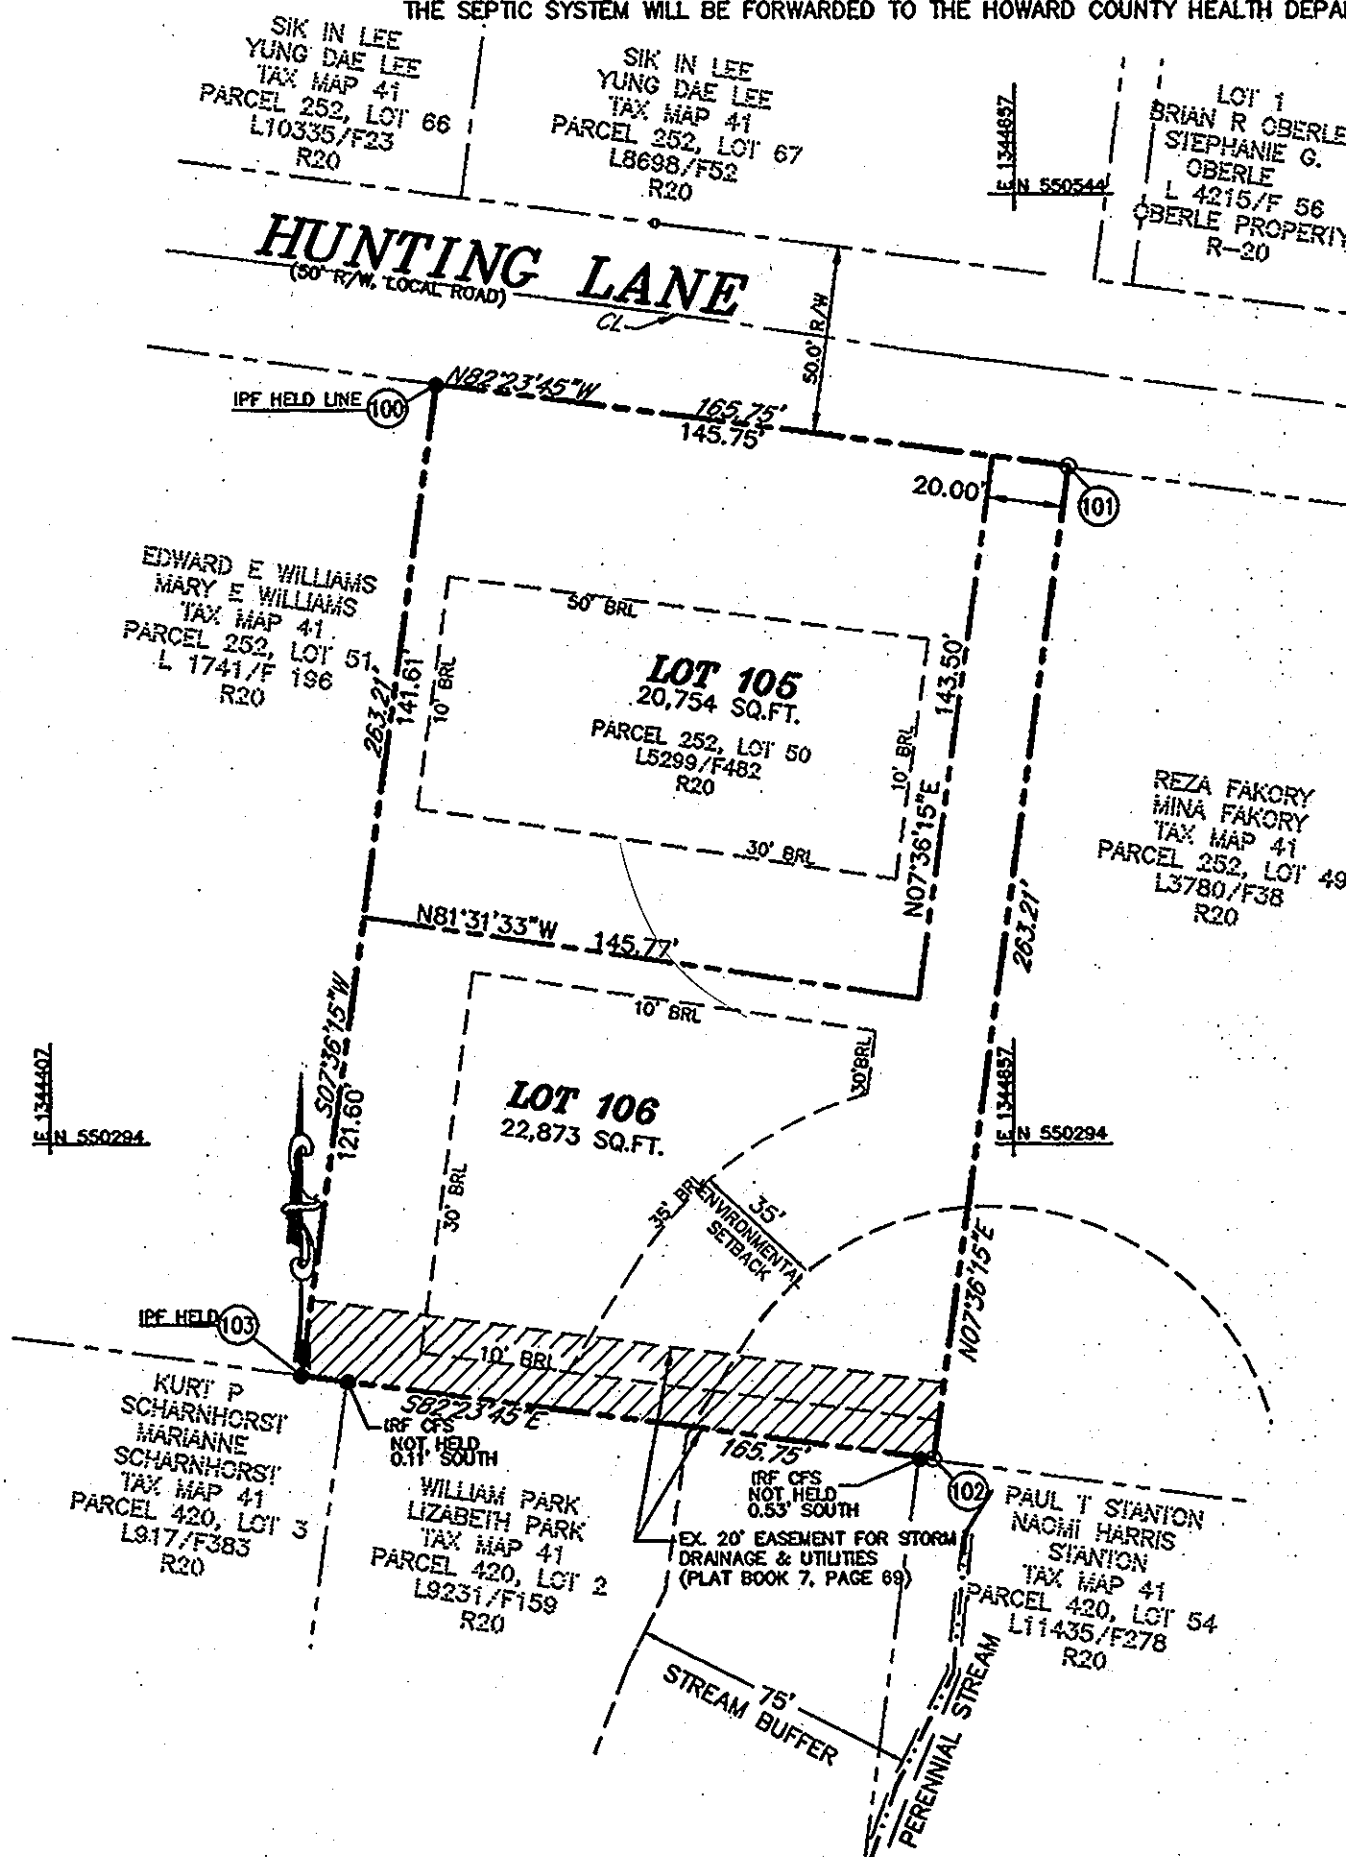 THE SEPTIC SYSTEM WILL BE FORWARDED TO THE HOWARD COUNTY HEALTH
SIK IN LEE
YUNG DAE LEE
TAX MAP 41
PARCEL 252, LOT 66
L10335/F23
R20
SIK IN LEE
YUNG DAE LEE
TAX MAP 41
PARCEL 252, LOT 67
L8698/F52
R20
E 1344857
N 550544
LOT 1
BRIAN R OBERLE
STEPHANIE G.
OBERLE
L 4215/F 56
OBERLE PROPERTY
R-20
HUNTING LANE
(50' R/W, LOCAL ROAD)
CL
50.0' R/W
IPF HELD LINE
100
N82°23'45"W
165.75'
145.75'
20.00'
101
EDWARD E WILLIAMS
MARY E WILLIAMS
TAX MAP 41
PARCEL 252, LOT 51
L 1741/F 196
R20
263.21'
141.61'
10' BRL
50' BRL
LOT 105
20,754 SQ.FT.
PARCEL 252, LOT 50
L5299/F482
R20
10' BRL
30' BRL
N07°36'15"E
143.50'
263.21'
REZA FAKORY
MINA FAKORY
TAX MAP 41
PARCEL 252, LOT 49
L3780/F38
R20
N81°31'33"W
145.77'
10' BRL
30' BRL
E 1344407
N 550294
S07°36'15"W
121.60'
LOT 106
22,873 SQ.FT.
30' BRL
35' BRL
35'
ENVIRONMENTAL
SETBACK
E 1344857
N 550294
N07°36'15"E
IPF HELD
103
10' BRL
S82°23'45"E
165.75'
IRF CFS
NOT HELD
0.11' SOUTH
IRF CFS
NOT HELD
0.53' SOUTH
102
KURT P
SCHARNHORST
MARIANNE
SCHARNHORST
TAX MAP 41
PARCEL 420, LOT 3
L917/F383
R20
WILLIAM PARK
LIZABETH PARK
TAX MAP 41
PARCEL 420, LOT 2
L9231/F159
R20
EX. 20' EASEMENT FOR STORM
DRAINAGE & UTILITIES
(PLAT BOOK 7, PAGE 69)
PAUL T STANTON
NAOMI HARRIS
STANTON
TAX MAP 41
PARCEL 420, LOT 54
L11435/F278
R20
75'
STREAM BUFFER
PERENNIAL STREAM